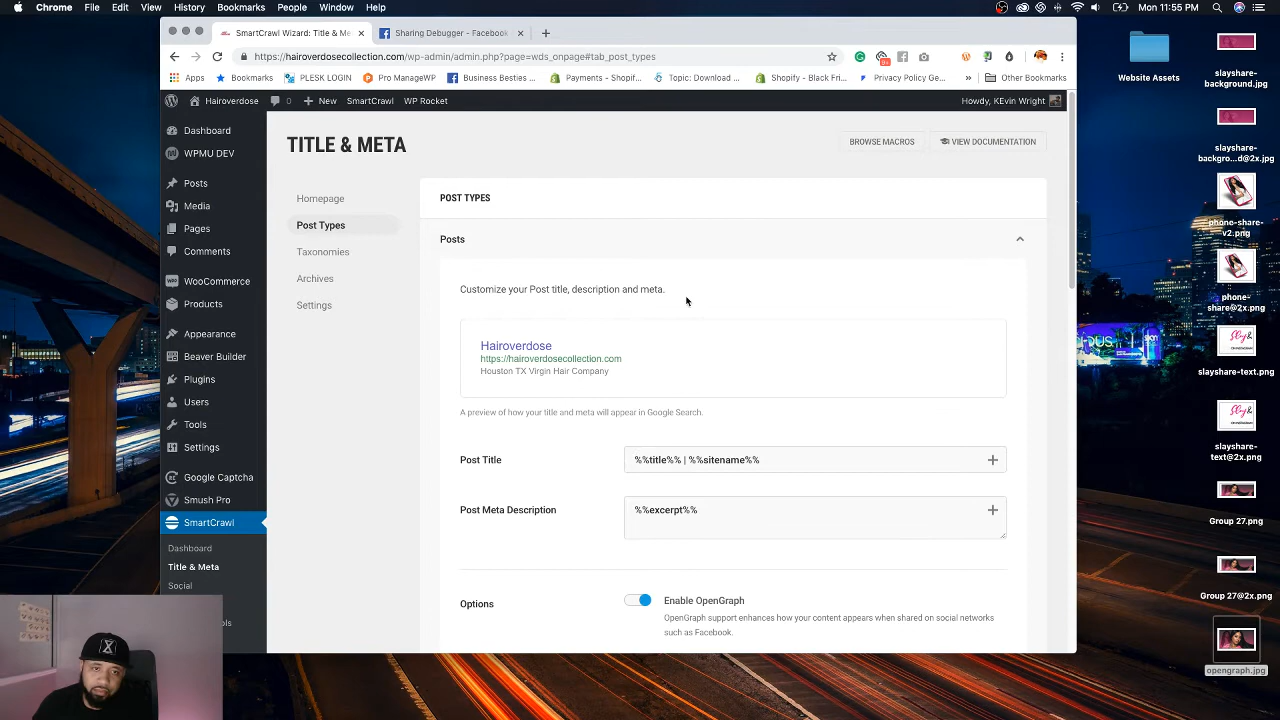 Chrome File Edit View History Bookmarks People Window Help
95%
Mon 11:55 AM
SmartCrawl Wizard: Title & Me
Sharing Debugger - Facebook
https://hairoverdosecollection.com/wp-admin/admin.php?page=wds_onpage#tab_post_types
Apps Bookmarks PLESK LOGIN Pro ManageWP Business Besties ... Payments – Shopif... Topic: Download ... Shopify - Black Fri... Privacy Policy Ge... » Other Bookmarks
Hairoverdose 0 New SmartCrawl WP Rocket Howdy, KEvin Wright
Dashboard
WPMU DEV
Posts
Media
Pages
Comments
WooCommerce
Products
Appearance
Beaver Builder
Plugins
Users
Tools
Settings
Google Captcha
Smush Pro
SmartCrawl
Dashboard
Title & Meta
Social
ols
TITLE & META
BROWSE MACROS
VIEW DOCUMENTATION
Homepage
Post Types
Taxonomies
Archives
Settings
POST TYPES
Posts
Customize your Post title, description and meta.
Hairoverdose
https://hairoverdosecollection.com
Houston TX Virgin Hair Company
A preview of how your title and meta will appear in Google Search.
Post Title
%%title%% | %%sitename%%
Post Meta Description
%%excerpt%%
Options
Enable OpenGraph
OpenGraph support enhances how your content appears when shared on social networks
such as Facebook.
Website Assets
slayshare-
background.jpg
slayshare-
backgro...d@2x.jpg
phone-share-
v2.png
phone-
share@2x.png
slayshare-text.png
slayshare-
text@2x.png
Group 27.png
Group 27@2x.png
opengraph.jpg